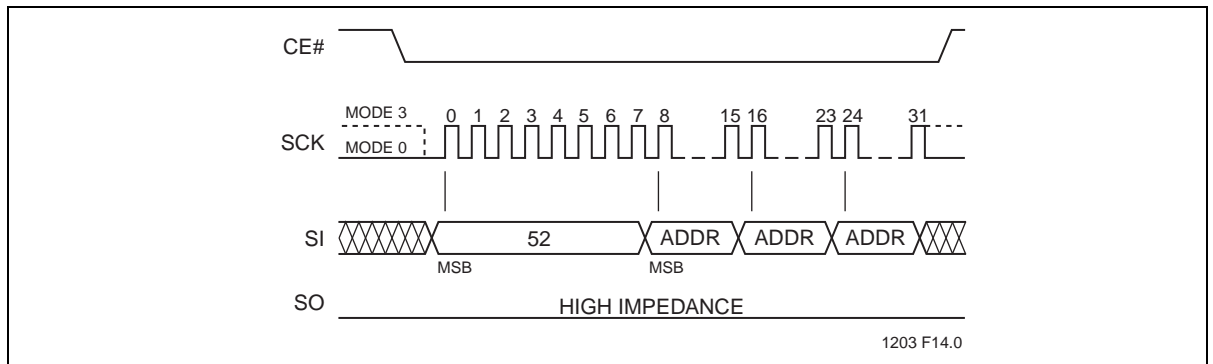 CE#
MODE 3 0 1 2 3 4 5 6 7 8 15 16 23 24 31
SCK MODE 0
SI 52 ADDR ADDR ADDR
MSB MSB
SO HIGH IMPEDANCE
1203 F14.0